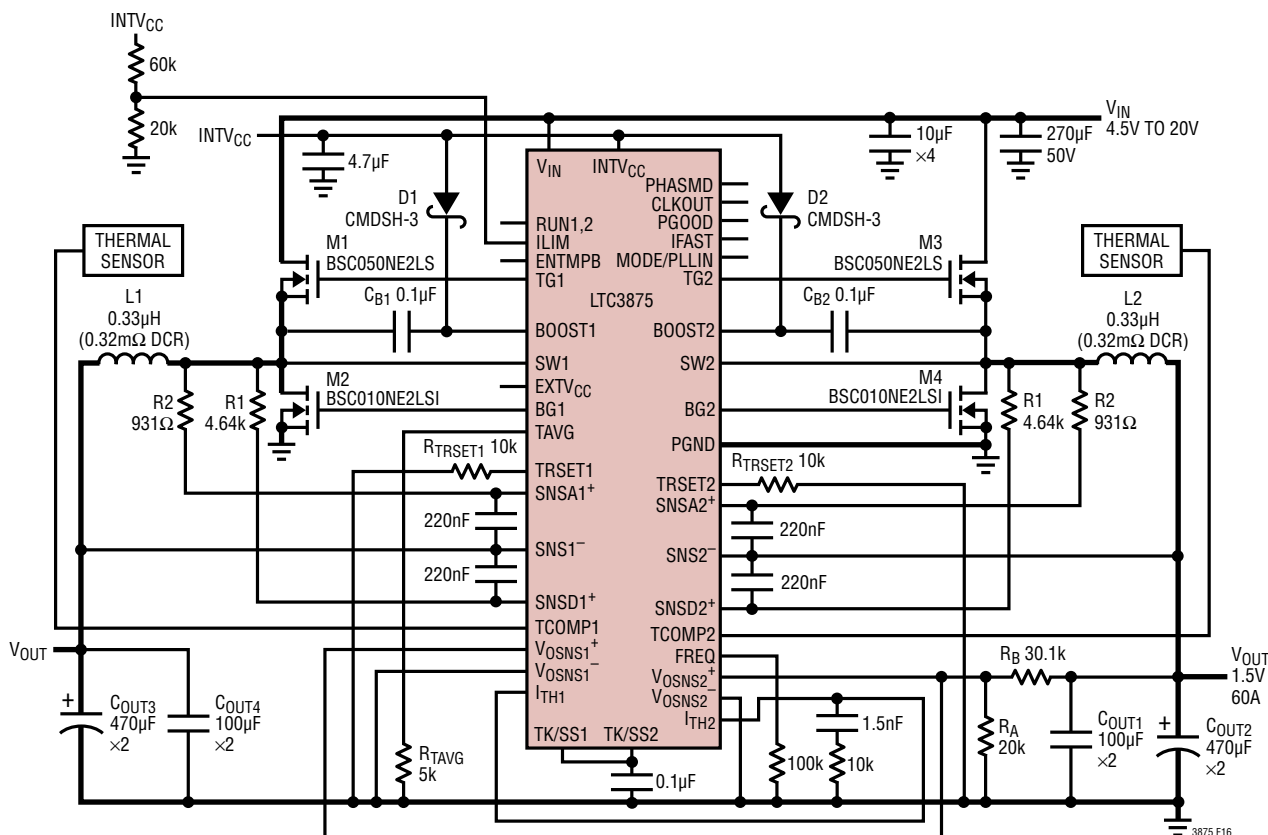 INTVCC
60k
20k
INTVCC
4.7µF
D1
CMDSH-3
VIN
INTVCC
PHASMD
CLKOUT
PGOOD
IFAST
MODE/PLLIN
D2
CMDSH-3
10µF
×4
270µF
50V
VIN
4.5V TO 20V
THERMAL
SENSOR
M1
BSC050NE2LS
RUN1,2
ILIM
ENTMPB
TG1
LTC3875
TG2
M3
BSC050NE2LS
THERMAL
SENSOR
L1
0.33µH
(0.32mΩ DCR)
CB1 0.1µF
BOOST1
BOOST2
CB2 0.1µF
L2
0.33µH
(0.32mΩ DCR)
SW1
SW2
R2
931Ω
R1
4.64k
M2
BSC010NE2LSI
EXTVCC
BG1
BG2
M4
BSC010NE2LSI
R1
4.64k
R2
931Ω
TAVG
PGND
RTRSET1 10k
TRSET1
TRSET2
RTRSET2 10k
SNSA1+
SNSA2+
220nF
220nF
SNS1–
SNS2–
220nF
220nF
SNSD1+
SNSD2+
TCOMP1
TCOMP2
VOUT
VOSNS1+
VOSNS1–
ITH1
FREQ
VOSNS2+
VOSNS2–
ITH2
RB 30.1k
VOUT
1.5V
60A
+
COUT3
470µF
×2
COUT4
100µF
×2
RTAVG
5k
TK/SS1
TK/SS2
0.1µF
100k
1.5nF
10k
RA
20k
COUT1
100µF
×2
+
COUT2
470µF
×2
3875 F16